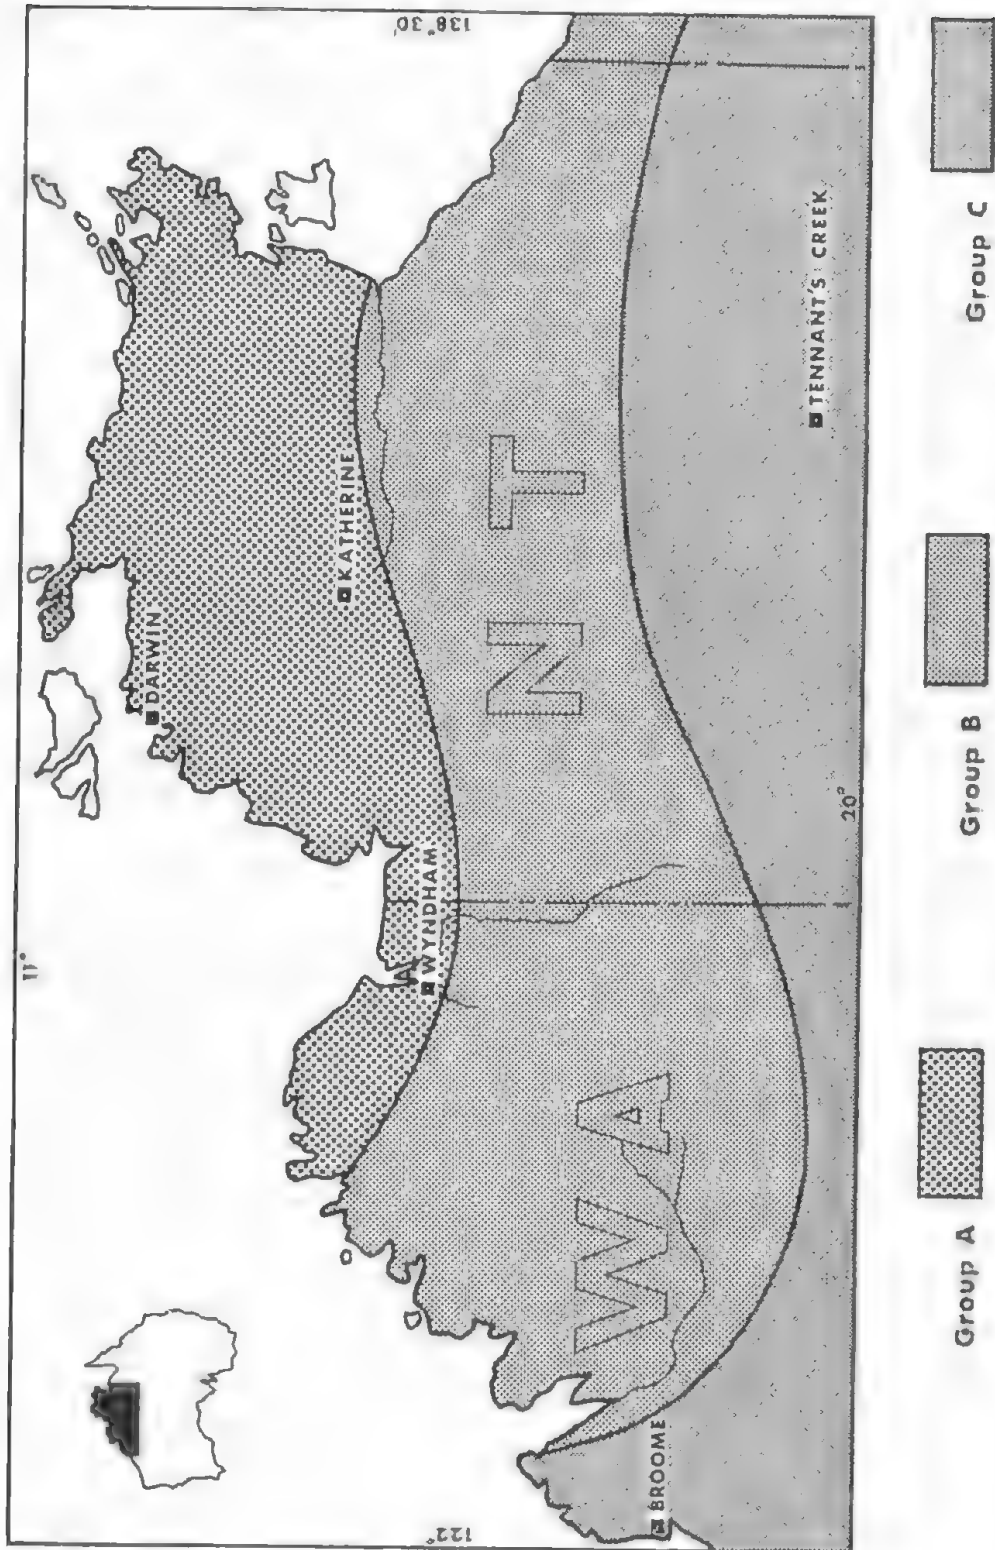 11°
122°
138°30'
20°
DARWIN
KATHERINE
WYNDHAM
BROOME
TENNANT'S CREEK
WA
NT
Group A
Group B
Group C